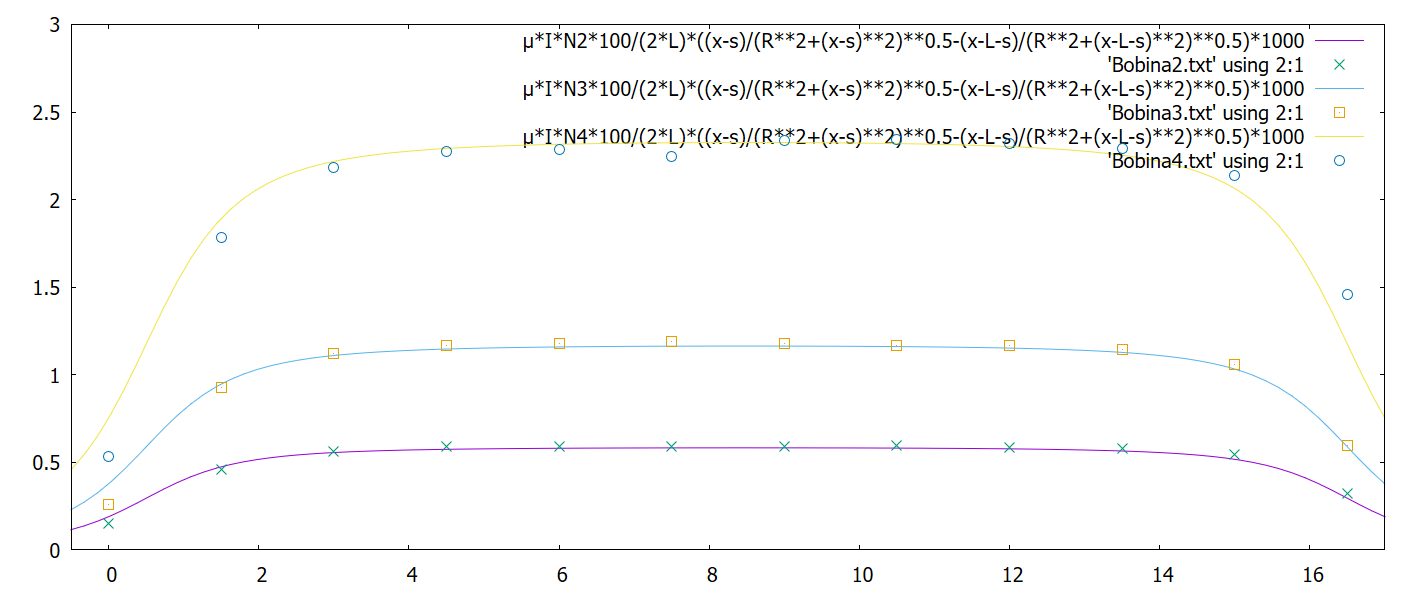 3
2.5
2
1.5
1
0.5
0
0 2 4 6 8 10 12 14 16
µ*I*N2*100/(2*L)*((x-s)/(R**2+(x-s)**2)**0.5-(x-L-s)/(R**2+(x-L-s)**2)**0.5)*1000
'Bobina2.txt' using 2:1
µ*I*N3*100/(2*L)*((x-s)/(R**2+(x-s)**2)**0.5-(x-L-s)/(R**2+(x-L-s)**2)**0.5)*1000
'Bobina3.txt' using 2:1
µ*I*N4*100/(2*L)*((x-s)/(R**2+(x-s)**2)**0.5-(x-L-s)/(R**2+(x-L-s)**2)**0.5)*1000
'Bobina4.txt' using 2:1